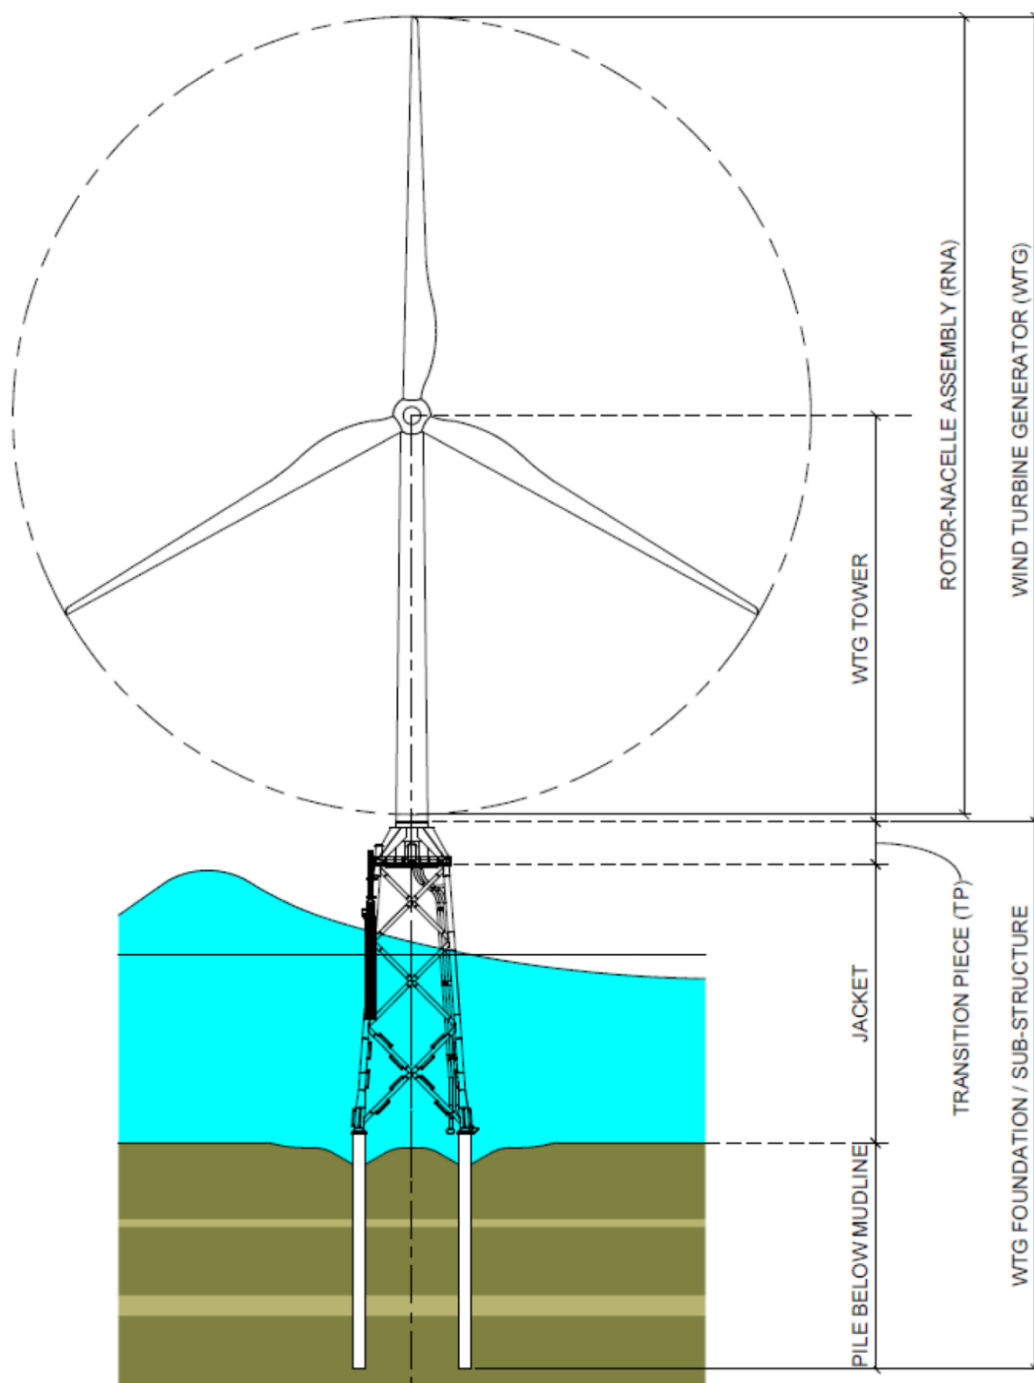 ROTOR-NACELLE ASSEMBLY (RNA)
WIND TURBINE GENERATOR (WTG)
WTG TOWER
TRANSITION PIECE (TP)
JACKET
WTG FOUNDATION / SUB-STRUCTURE
PILE BELOW MUDLINE